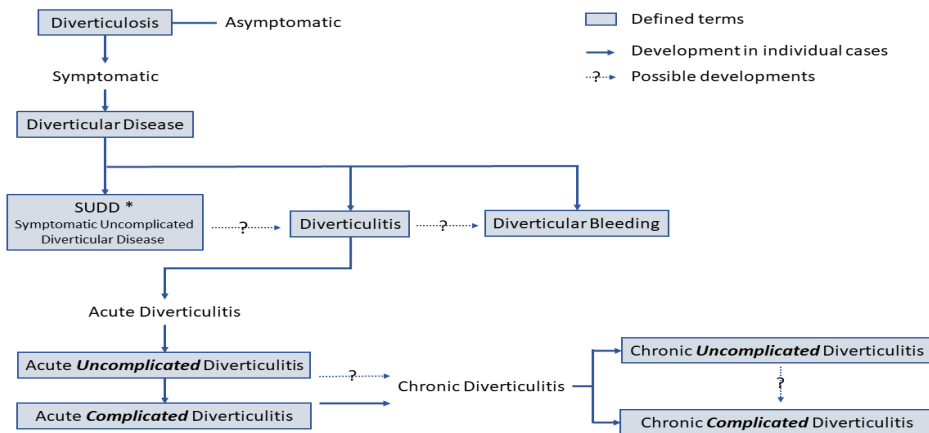 Diverticulosis
Asymptomatic
Defined terms
Development in individual cases
?
Possible developments
Symptomatic
Diverticular Disease
SUDD *
Symptomatic Uncomplicated
Diverticular Disease
?
Diverticulitis
?
Diverticular Bleeding
Acute Diverticulitis
Acute Uncomplicated Diverticulitis
?
Chronic Diverticulitis
Chronic Uncomplicated Diverticulitis
?
Acute Complicated Diverticulitis
Chronic Complicated Diverticulitis